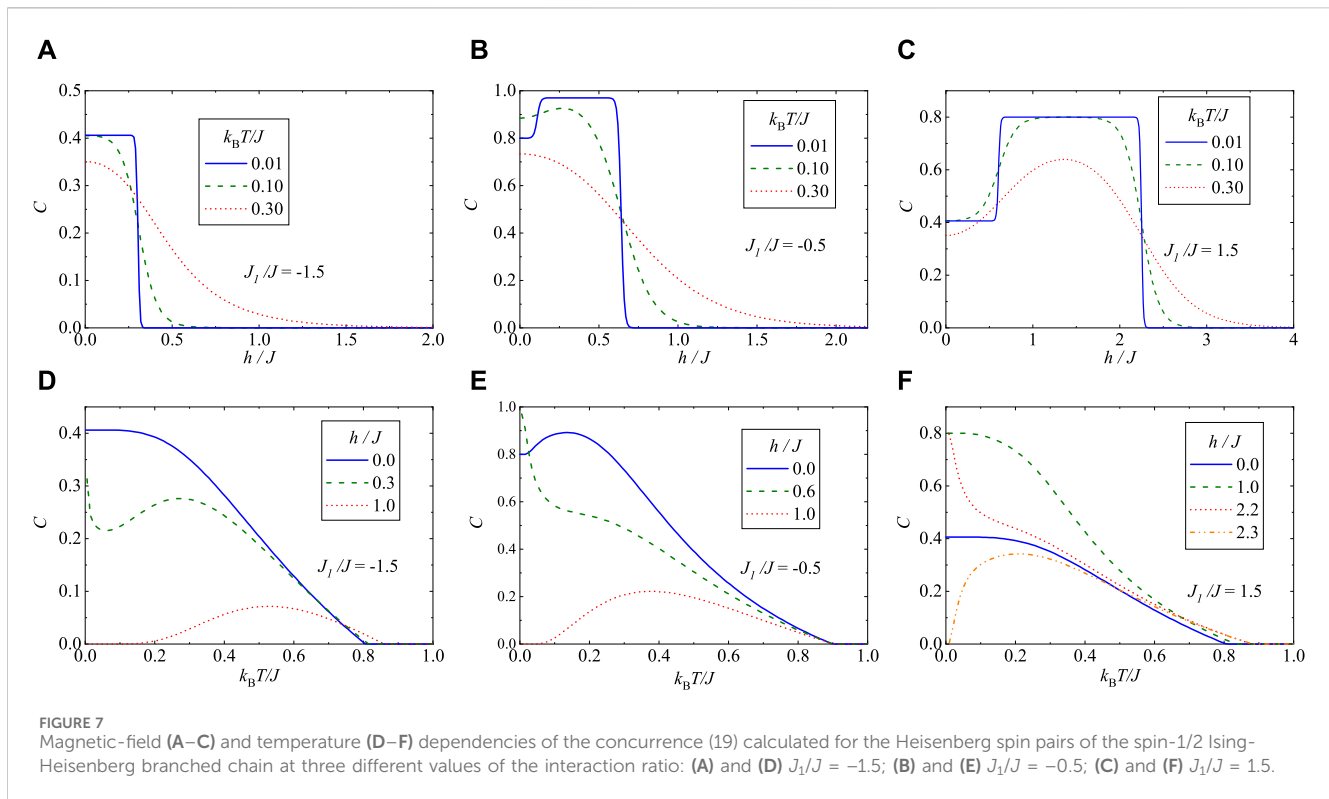 A
B
C
0.5
0.4
0.3
0.2
0.1
0.0
C
k_BT/J
0.01
0.10
0.30
J_1/J = -1.5
0.0 0.5 1.0 1.5 2.0
h / J
1.0
0.8
0.6
0.4
0.2
0.0
C
k_BT/J
0.01
0.10
0.30
J_1/J = -0.5
0.0 0.5 1.0 1.5 2.0
h / J
1.0
0.8
0.6
0.4
0.2
0.0
C
k_BT/J
0.01
0.10
0.30
J_1/J = 1.5
0 1 2 3 4
h / J
D
E
F
0.4
0.3
0.2
0.1
0.0
C
h / J
0.0
0.3
1.0
J_1/J = -1.5
0.0 0.2 0.4 0.6 0.8 1.0
k_BT/J
1.0
0.8
0.6
0.4
0.2
0.0
C
h / J
0.0
0.6
1.0
J_1/J = -0.5
0.0 0.2 0.4 0.6 0.8 1.0
k_BT/J
1.0
0.8
0.6
0.4
0.2
0.0
C
h / J
0.0
1.0
2.2
2.3
J_1/J = 1.5
0.0 0.2 0.4 0.6 0.8 1.0
k_BT/J
FIGURE 7
Magnetic-field (A–C) and temperature (D–F) dependencies of the concurrence (19) calculated for the Heisenberg spin pairs of the spin-1/2 Ising-
Heisenberg branched chain at three different values of the interaction ratio: (A) and (D) J_1/J = −1.5; (B) and (E) J_1/J = −0.5; (C) and (F) J_1/J = 1.5.